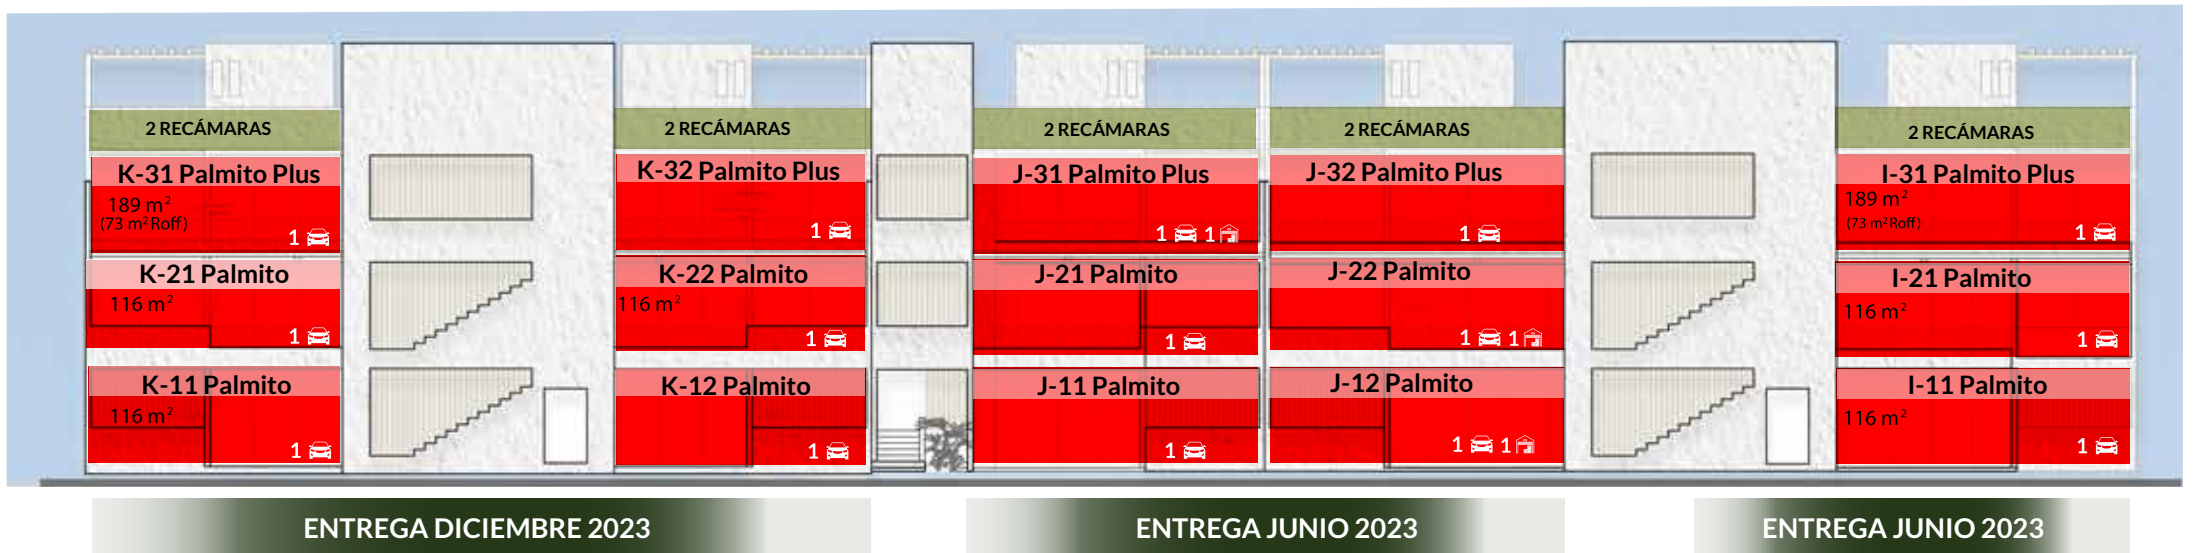 2 RECÁMARAS
2 RECÁMARAS
2 RECÁMARAS
2 RECÁMARAS
2 RECÁMARAS
K-31 Palmito Plus
189 m²
(73 m² Roff)
1
K-32 Palmito Plus
1
J-31 Palmito Plus
1 1
J-32 Palmito Plus
1
I-31 Palmito Plus
189 m²
(73 m² Roff)
1
K-21 Palmito
116 m²
1
K-22 Palmito
116 m²
1
J-21 Palmito
1
J-22 Palmito
1 1
I-21 Palmito
116 m²
1
K-11 Palmito
116 m²
1
K-12 Palmito
1
J-11 Palmito
1
J-12 Palmito
1 1
I-11 Palmito
116 m²
1
ENTREGA DICIEMBRE 2023
ENTREGA JUNIO 2023
ENTREGA JUNIO 2023